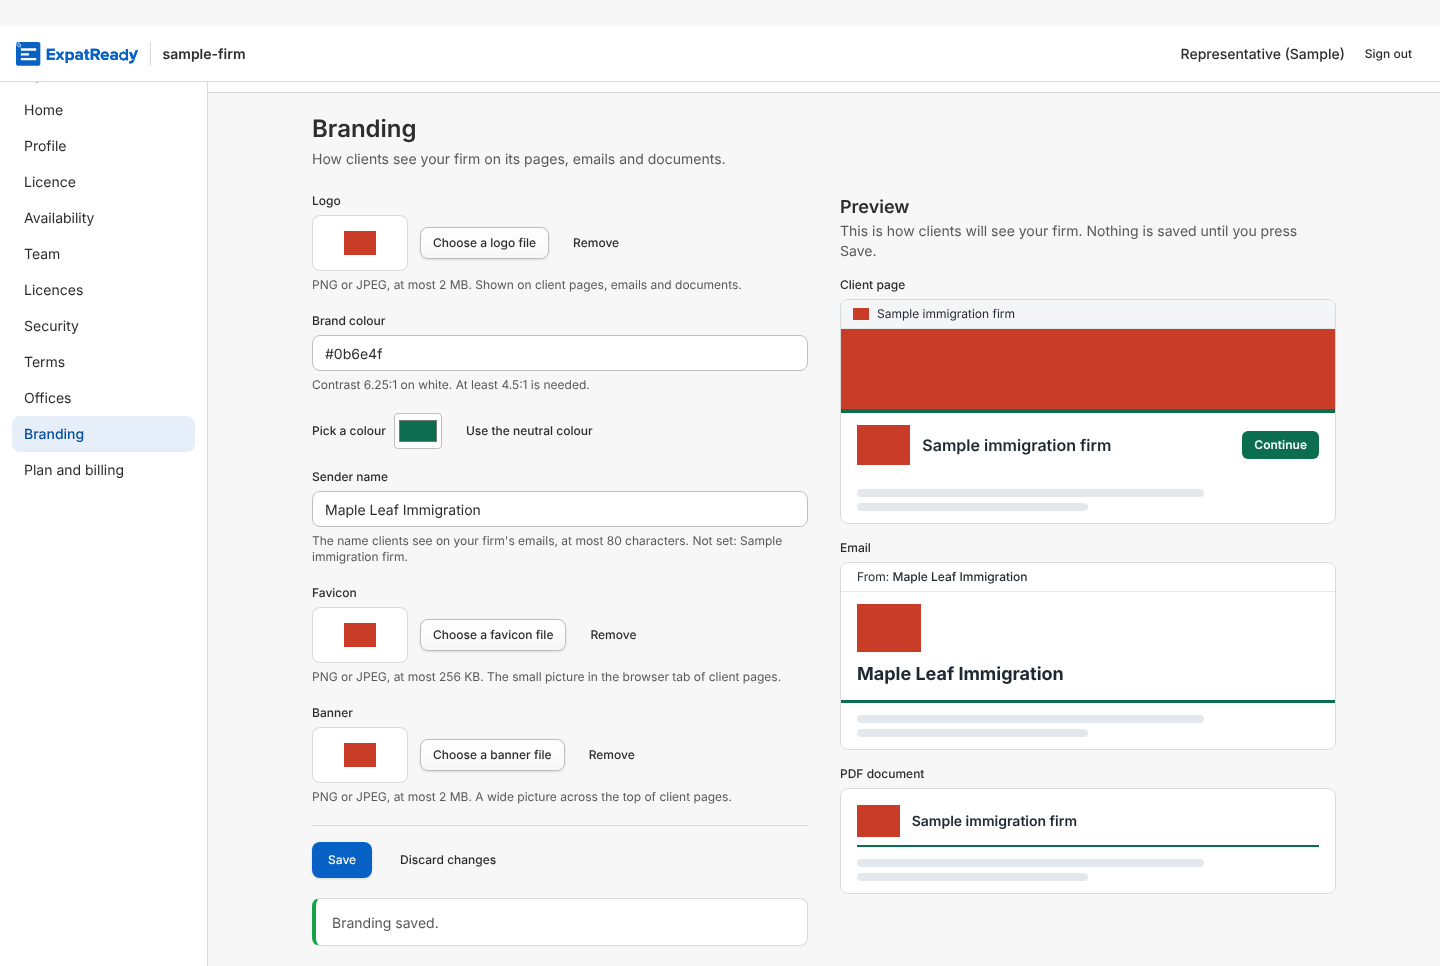 ExpatReady
sample-firm
Representative (Sample)
Sign out
Home
Profile
Licence
Availability
Team
Licences
Security
Terms
Offices
Branding
Plan and billing
Branding
How clients see your firm on its pages, emails and documents.
Logo
Choose a logo file
Remove
PNG or JPEG, at most 2 MB. Shown on client pages, emails and documents.
Brand colour
#0b6e4f
Contrast 6.25:1 on white. At least 4.5:1 is needed.
Pick a colour
Use the neutral colour
Sender name
Maple Leaf Immigration
The name clients see on your firm's emails, at most 80 characters. Not set: Sample
immigration firm.
Favicon
Choose a favicon file
Remove
PNG or JPEG, at most 256 KB. The small picture in the browser tab of client pages.
Banner
Choose a banner file
Remove
PNG or JPEG, at most 2 MB. A wide picture across the top of client pages.
Save
Discard changes
Branding saved.
Preview
This is how clients will see your firm. Nothing is saved until you press
Save.
Client page
Sample immigration firm
Sample immigration firm
Continue
Email
From: Maple Leaf Immigration
Maple Leaf Immigration
PDF document
Sample immigration firm